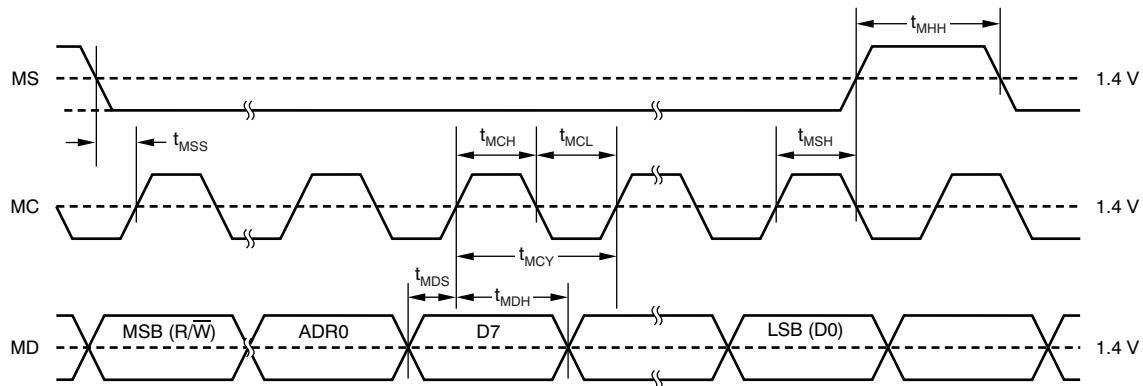 tMHH
MS
1.4 V
tMSS
tMCH
tMCL
tMSH
MC
1.4 V
tMCY
tMDS
tMDH
MSB (R/W̅)
ADR0
D7
LSB (D0)
MD
1.4 V